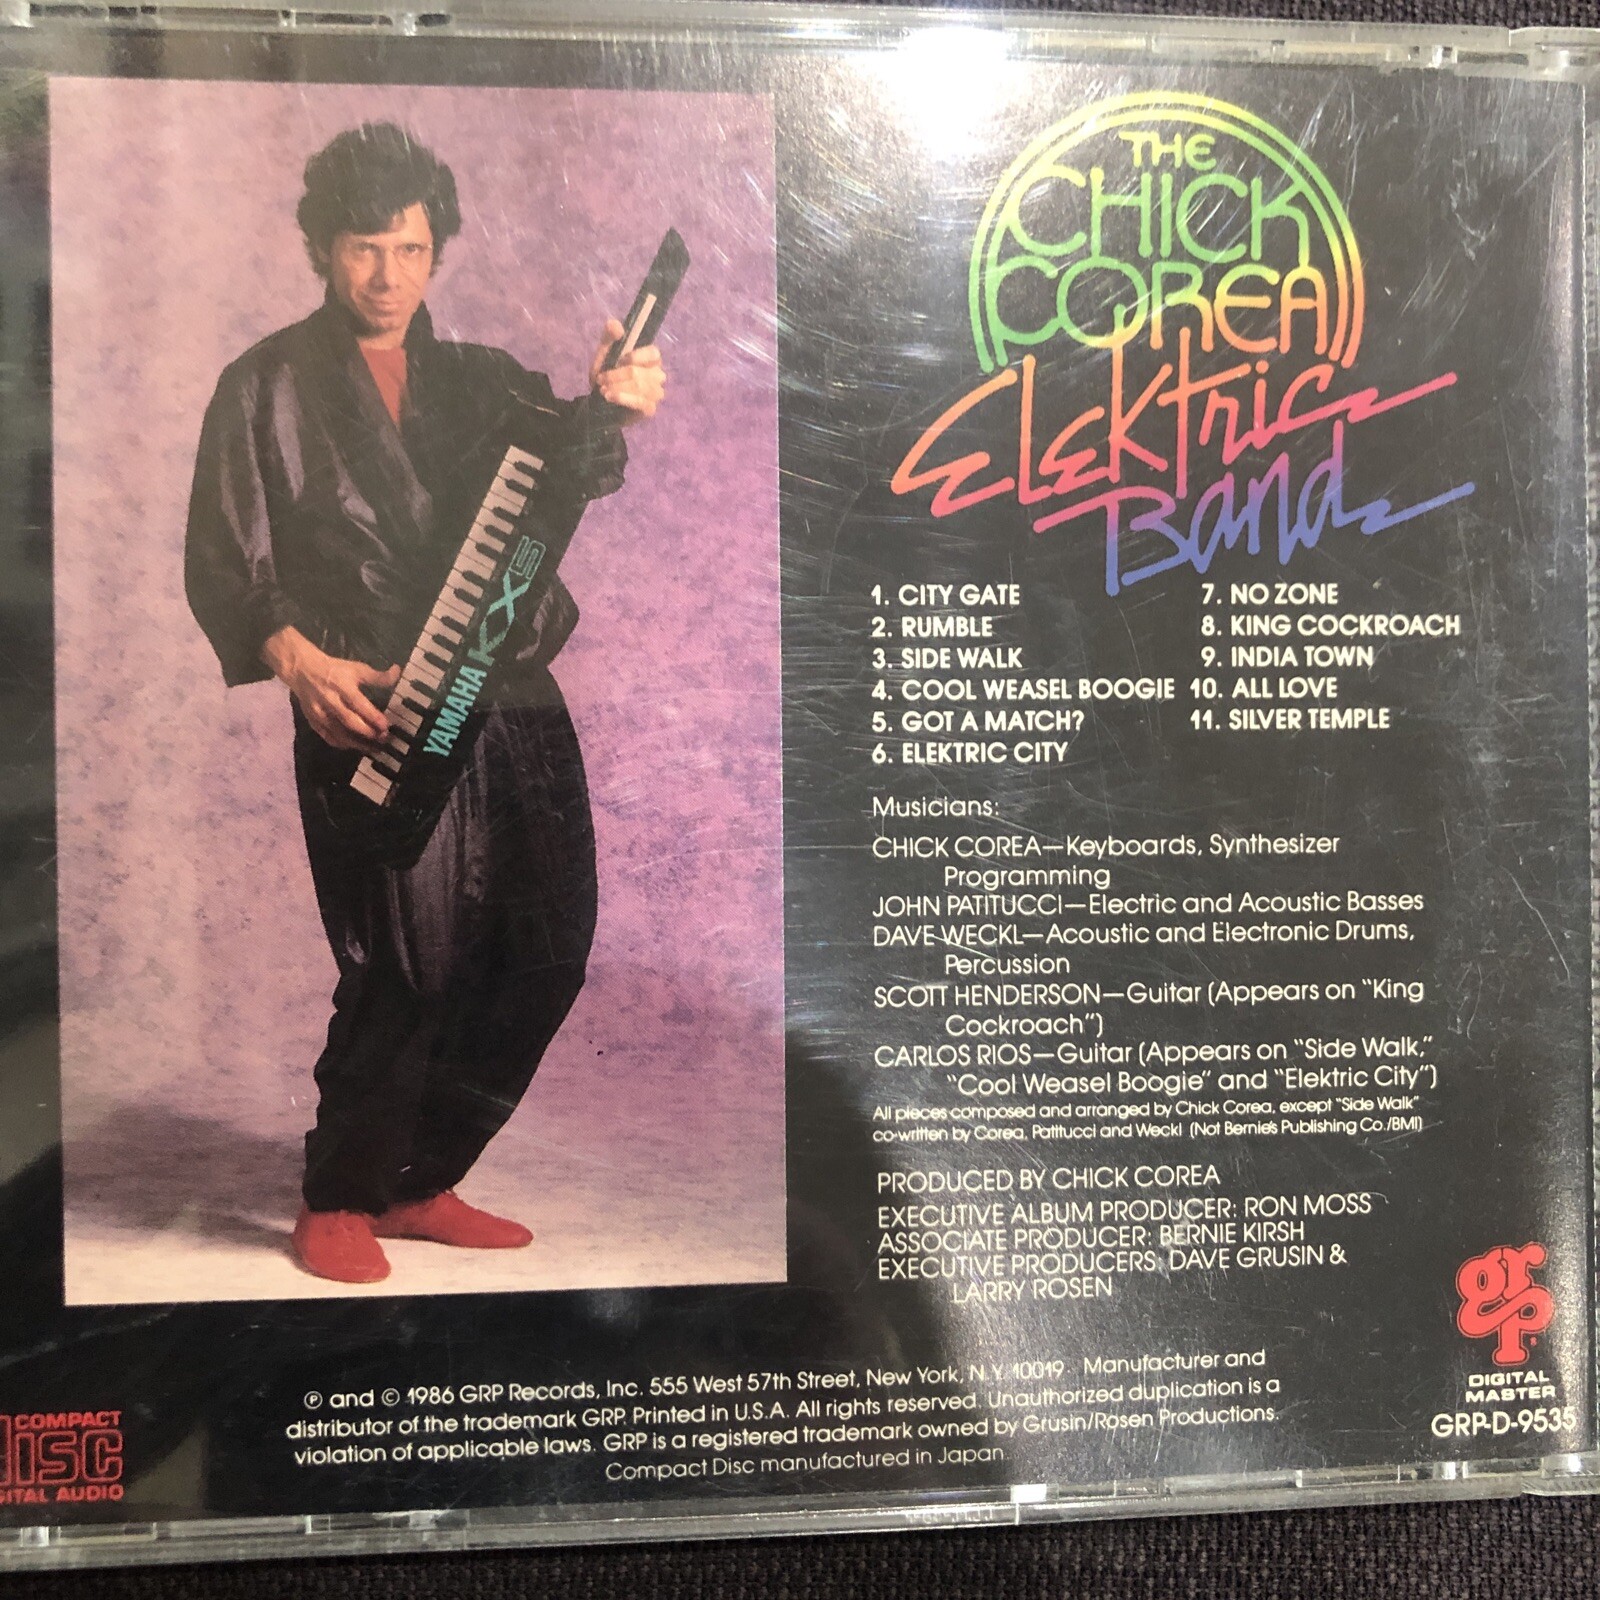 THE
CHICK
COREA
Elektric
Band
YAMAHA KX5
1. CITY GATE
2. RUMBLE
3. SIDE WALK
4. COOL WEASEL BOOGIE
5. GOT A MATCH?
6. ELEKTRIC CITY
7. NO ZONE
8. KING COCKROACH
9. INDIA TOWN
10. ALL LOVE
11. SILVER TEMPLE
Musicians:
CHICK COREA—Keyboards, Synthesizer
Programming
JOHN PATITUCCI—Electric and Acoustic Basses
DAVE WECKL—Acoustic and Electronic Drums,
Percussion
SCOTT HENDERSON—Guitar (Appears on "King
Cockroach")
CARLOS RIOS—Guitar (Appears on "Side Walk,"
"Cool Weasel Boogie" and "Elektric City")
All pieces composed and arranged by Chick Corea, except "Side Walk"
co-written by Corea, Patitucci and Weckl (Not Bernie's Publishing Co./BMI)
PRODUCED BY CHICK COREA
EXECUTIVE ALBUM PRODUCER: RON MOSS
ASSOCIATE PRODUCER: BERNIE KIRSH
EXECUTIVE PRODUCERS: DAVE GRUSIN &
LARRY ROSEN
grp
DIGITAL
MASTER
GRP-D-9535
℗ and © 1986 GRP Records, Inc. 555 West 57th Street, New York, N.Y. 10019. Manufacturer and
distributor of the trademark GRP. Printed in U.S.A. All rights reserved. Unauthorized duplication is a
violation of applicable laws. GRP is a registered trademark owned by Grusin/Rosen Productions.
Compact Disc manufactured in Japan.
COMPACT
DISC
DIGITAL AUDIO